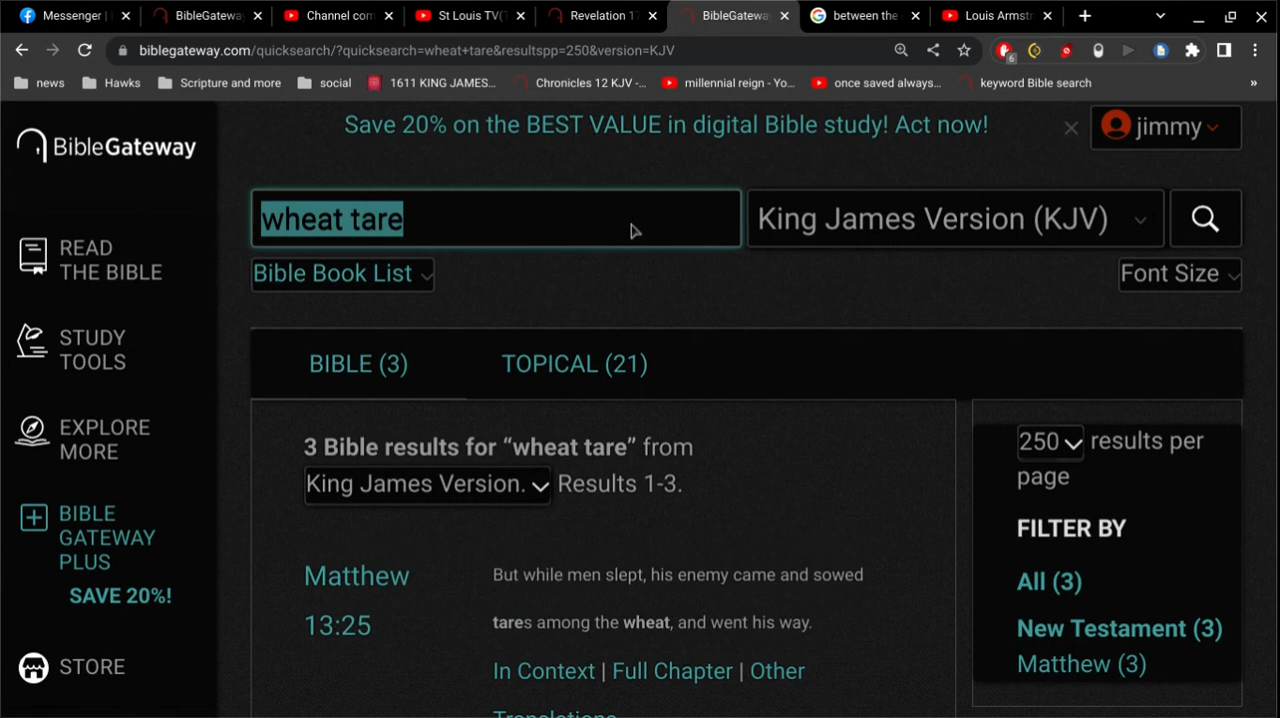 Messenger |
BibleGateway
Channel com
St Louis TV(
Revelation 1
BibleGateway
between the
Louis Armst
biblegateway.com/quicksearch/?quicksearch=wheat+tare&resultspp=250&version=KJV
6
news
Hawks
Scripture and more
social
1611 KING JAMES...
Chronicles 12 KJV -...
millennial reign - Yo...
once saved always...
keyword Bible search
»
BibleGateway
Save 20% on the BEST VALUE in digital Bible study! Act now!
jimmy
wheat tare
King James Version (KJV)
Bible Book List
Font Size
READ
THE BIBLE
STUDY
TOOLS
EXPLORE
MORE
BIBLE
GATEWAY
PLUS
SAVE 20%!
STORE
BIBLE (3)
TOPICAL (21)
3 Bible results for “wheat tare” from
King James Version. Results 1-3.
Matthew
13:25
But while men slept, his enemy came and sowed
tares among the wheat, and went his way.
In Context | Full Chapter | Other
Translations
250 results per
page
FILTER BY
All (3)
New Testament (3)
Matthew (3)